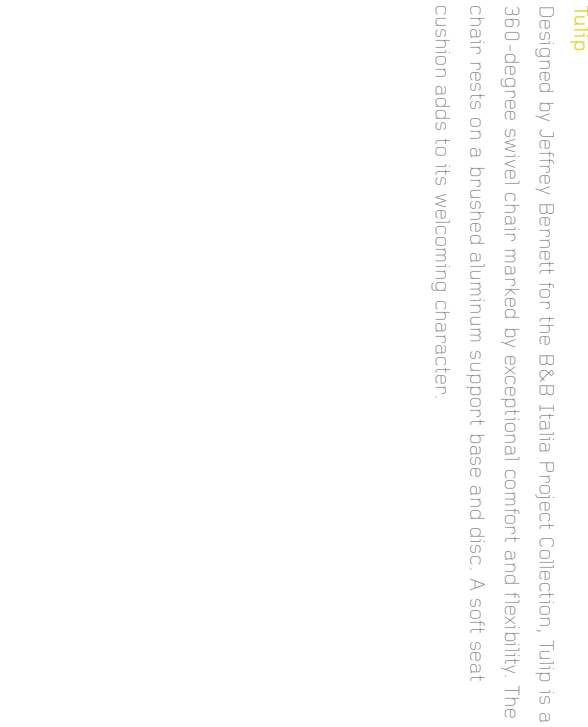 Tulip
Designed by Jeffrey Bernett for the B&B Italia Project Collection, Tulip is a
360-degree swivel chair marked by exceptional comfort and flexibility. The
chair rests on a brushed aluminum support base and disc. A soft seat
cushion adds to its welcoming character.